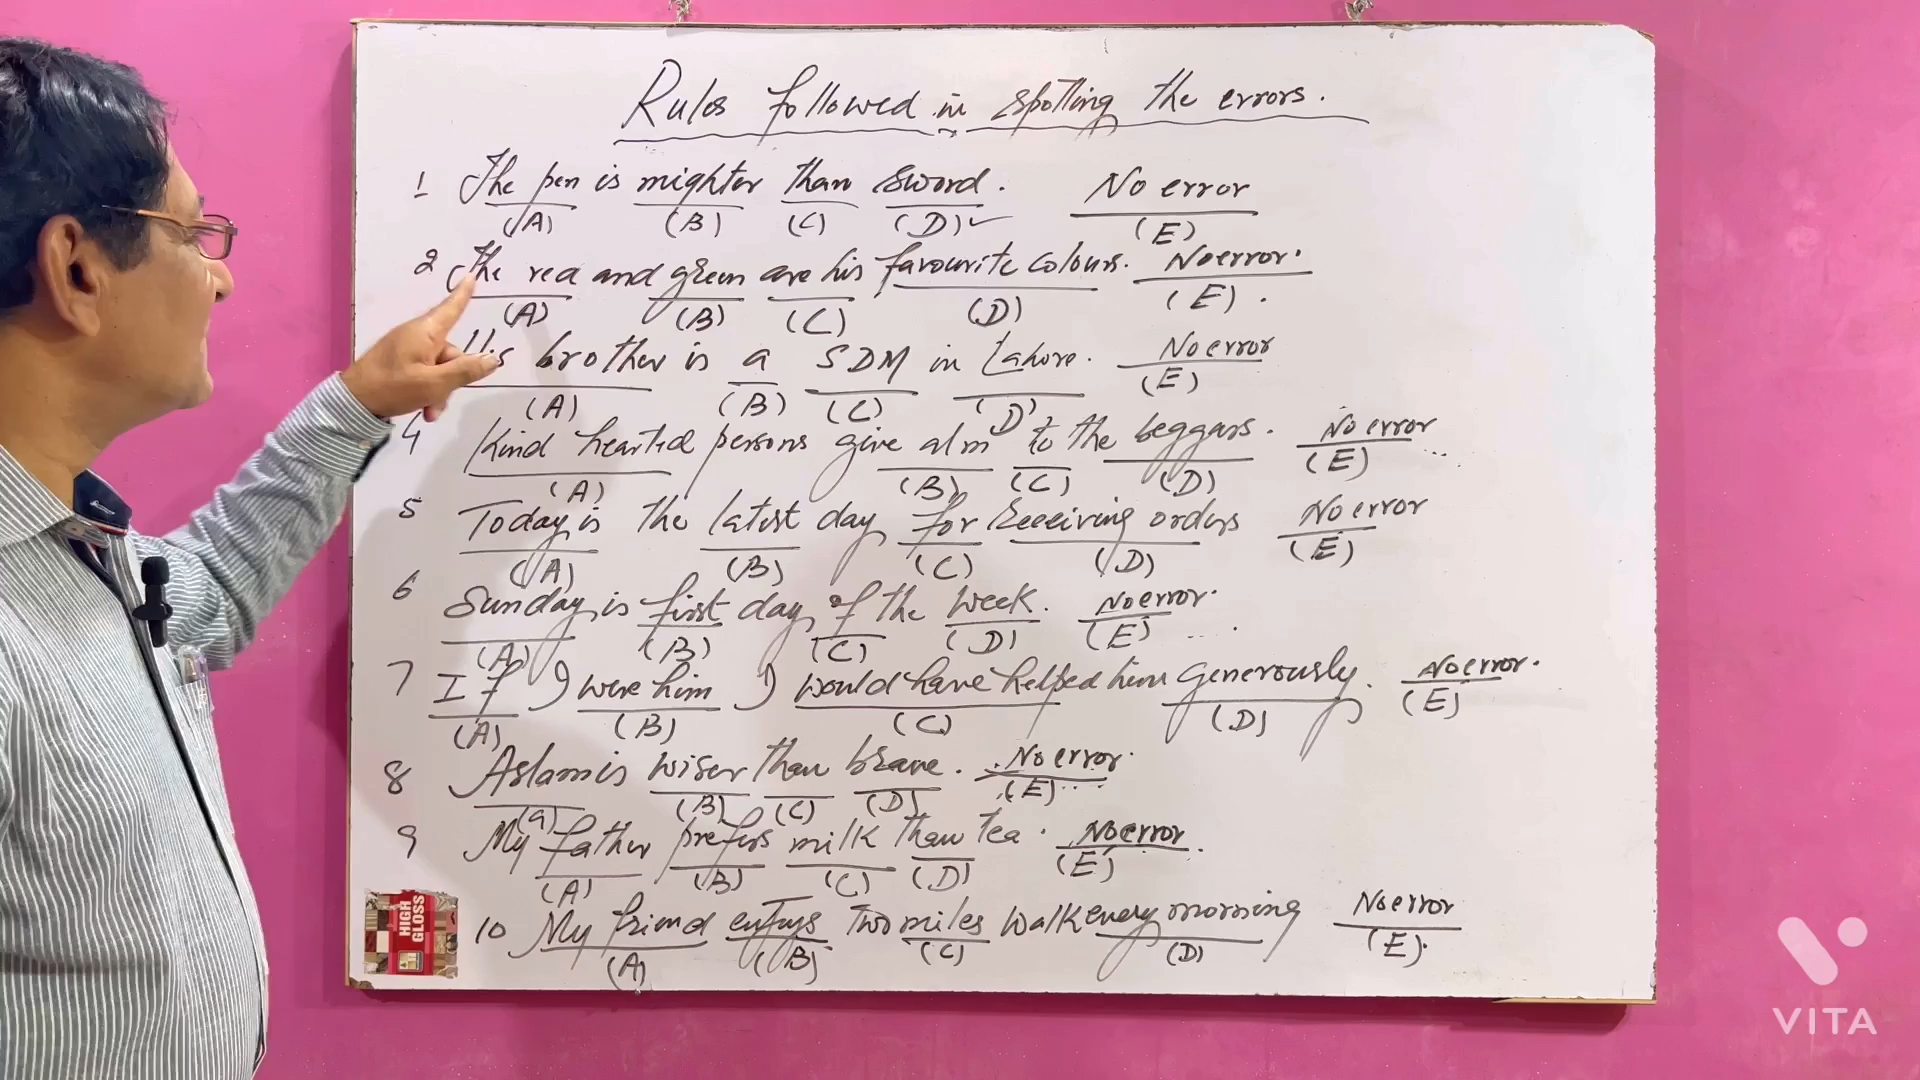 Rules followed in spotting the errors.
1 The pen is mighter than sword. No error
(A) (B) (C) (D)✓ (E)
2 The red and green are his favourite colours. No error.
(A) (B) (C) (D) (E).
His brother is a SDM in Lahore. No error
(A) (B) (C) (D) (E)
4 Kind hearted persons give alm to the beggars. No error
(A) (B) (C) (D) (E)
5 Today is the latest day for receiving orders No error
(A) (B) (C) (D) (E)
6 Sunday is first day of the week. No error.
(A) (B) (C) (D) (E)
7 If I were him I would have helped him generously. No error.
(A) (B) (C) (D) (E)
8 Aslam is wiser than brave. No error.
(a) (B) (C) (D) (E)
9 My father prefers milk than tea. No error.
(A) (B) (C) (D) (E)
10 My friend enjoys two miles walk every morning No error
(A) (B) (C) (D) (E).
HIGH GLOSS
VITA